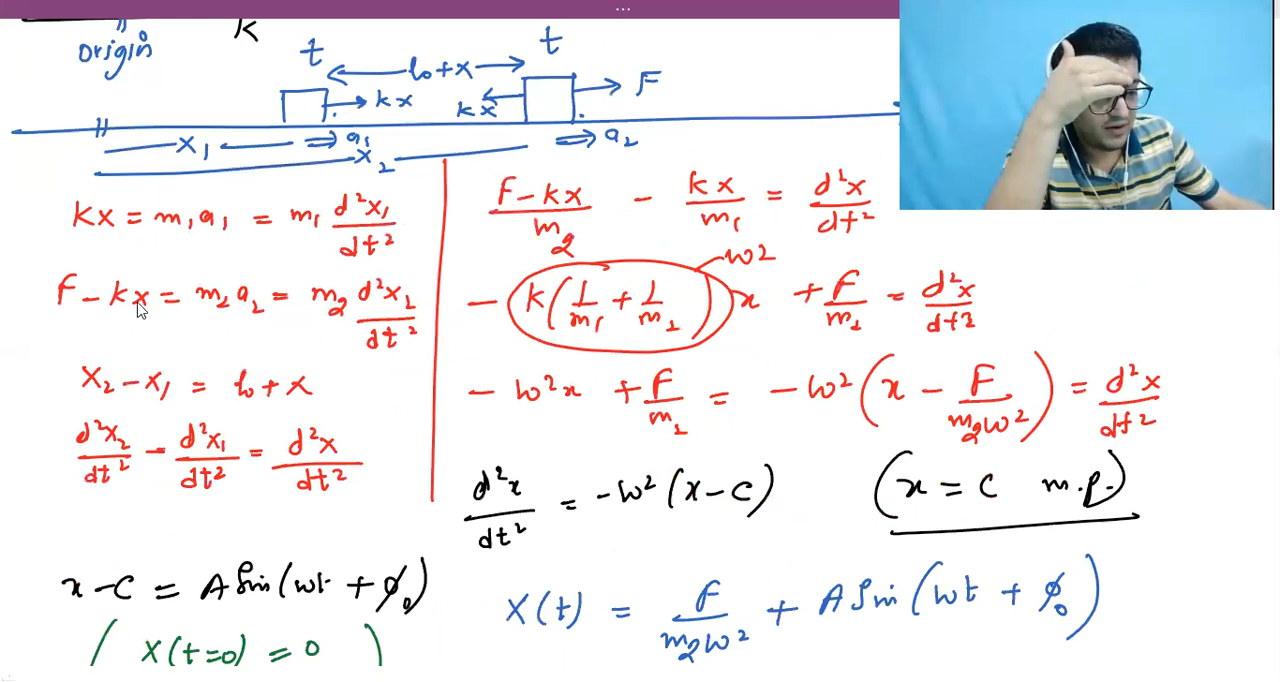 origin
K
t
t
l₀+x
kx
kx
F
a₁
a₂
x₁
x₂
kx = m₁a₁ = m₁ d²x₁/dt²
F - kx = m₂a₂ = m₂ d²x₂/dt²
x₂ - x₁ = l₀ + x
d²x₂/dt² - d²x₁/dt² = d²x/dt²
(F-kx)/m₂ - kx/m₁ = d²x/dt²
ω²
- k(1/m₁ + 1/m₂)x + F/m₂ = d²x/dt²
- ω²x + F/m₂ = - ω²(x - F/m₂ω²) = d²x/dt²
d²x/dt² = -ω²(x-c)
(x = c m.p.)
x - c = A sin(ωt + φ₀)
(x(t=0) = 0)
x(t) = F/m₂ω² + A sin(ωt + φ₀)